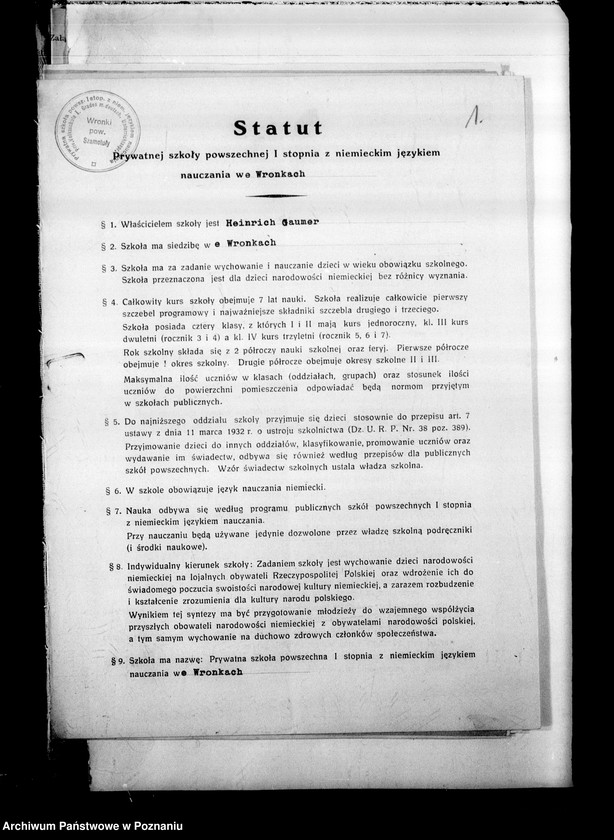 1.
Wronki
pow.
Szamotuły
Statut
Prywatnej szkoły powszechnej I stopnia z niemieckim językiem
nauczania we Wronkach
§ 1. Właścicielem szkoły jest Heinrich Gaumer
§ 2. Szkoła ma siedzibę w e Wronkach
§ 3. Szkoła ma za zadanie wychowanie i nauczanie dzieci w wieku obowiązku szkolnego.
Szkoła przeznaczona jest dla dzieci narodowości niemieckiej bez różnicy wyznania.
§ 4. Całkowity kurs szkoły obejmuje 7 lat nauki. Szkoła realizuje całkowicie pierwszy
szczebel programowy i najważniejsze składniki szczebla drugiego i trzeciego.
Szkoła posiada cztery klasy, z których I i II mają kurs jednoroczny, kl. III kurs
dwuletni (rocznik 3 i 4) a kl. IV kurs trzyletni (rocznik 5, 6 i 7).
Rok szkolny składa się z 2 półroczy nauki szkolnej oraz feryj. Pierwsze półrocze
obejmuje I okres szkolny. Drugie półrocze obejmuje okresy szkolne II i III.
Maksymalna ilość uczniów w klasach (oddziałach, grupach) oraz stosunek ilości
uczniów do powierzchni pomieszczenia odpowiadać będą normom przyjętym
w szkołach publicznych.
§ 5. Do najniższego oddziału szkoły przyjmuje się dzieci stosownie do przepisu art. 7
ustawy z dnia 11 marca 1932 r. o ustroju szkolnictwa (Dz. U. R. P. Nr. 38 poz. 389).
Przyjmowanie dzieci do innych oddziałów, klasyfikowanie, promowanie uczniów oraz
wydawanie im świadectw, odbywa się również według przepisów dla publicznych
szkół powszechnych. Wzór świadectw szkolnych ustala władza szkolna.
§ 6. W szkole obowiązuje język nauczania niemiecki.
§ 7. Nauka odbywa się według programu publicznych szkół powszechnych I stopnia
z niemieckim językiem nauczania.
Przy nauczaniu będą używane jedynie dozwolone przez władzę szkolną podręczniki
(i środki naukowe).
§ 8. Indywidualny kierunek szkoły: Zadaniem szkoły jest wychowanie dzieci narodowości
niemieckiej na lojalnych obywateli Rzeczypospolitej Polskiej oraz wdrożenie ich do
świadomego poczucia swoistości narodowej kultury niemieckiej, a zarazem rozbudzenie
i kształcenie zrozumienia dla kultury narodu polskiego.
Wynikiem tej syntezy ma być przygotowanie młodzieży do wzajemnego współżycia
przyszłych obowateli narodowości niemieckiej z obywatelami narodowości polskiej,
a tym samym wychowanie na duchowo zdrowych członków społeczeństwa.
§ 9. Szkoła ma nazwę: Prywatna szkoła powszechna I stopnia z niemieckim językiem
nauczania we Wronkach
Archiwum Państwowe w Poznaniu